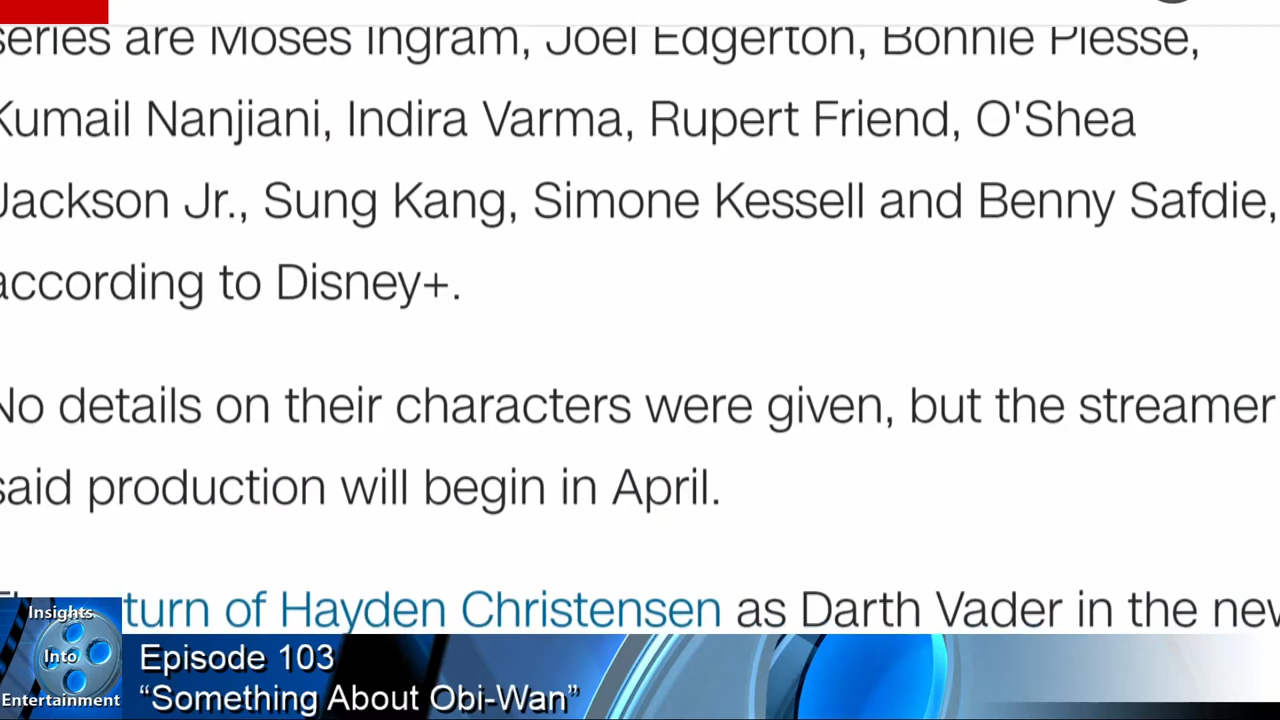 series are Moses Ingram, Joel Edgerton, Bonnie Piesse,
Kumail Nanjiani, Indira Varma, Rupert Friend, O'Shea
Jackson Jr., Sung Kang, Simone Kessell and Benny Safdie,
according to Disney+.
No details on their characters were given, but the streamer
said production will begin in April.
turn of Hayden Christensen as Darth Vader in the new
Insights
Into
Entertainment
Episode 103
“Something About Obi-Wan”